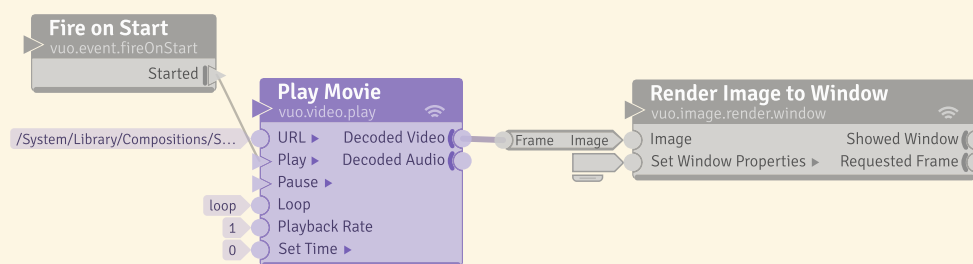 Fire on Start
vuo.event.fireOnStart
Started
Play Movie
vuo.video.play
/System/Library/Compositions/S...
URL
Decoded Video
Play
Decoded Audio
Pause
loop
Loop
1
Playback Rate
0
Set Time
Frame
Image
Render Image to Window
vuo.image.render.window
Image
Showed Window
Set Window Properties
Requested Frame